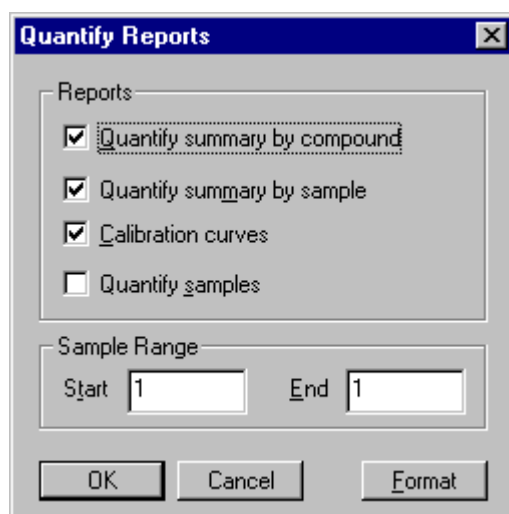 Quantify Reports
Reports
Quantify summary by compound
Quantify summary by sample
Calibration curves
Quantify samples
Sample Range
Start 1 End 1
OK Cancel Format